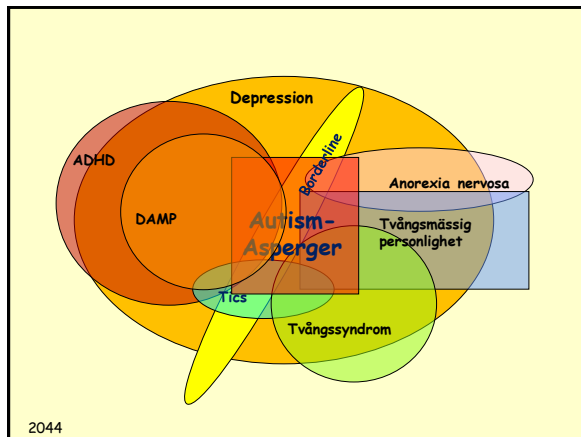 Depression
Borderline
ADHD
Anorexia nervosa
DAMP
Autism-
Asperger
Tvångsmässig
personlighet
Tics
Tvångssyndrom
2044